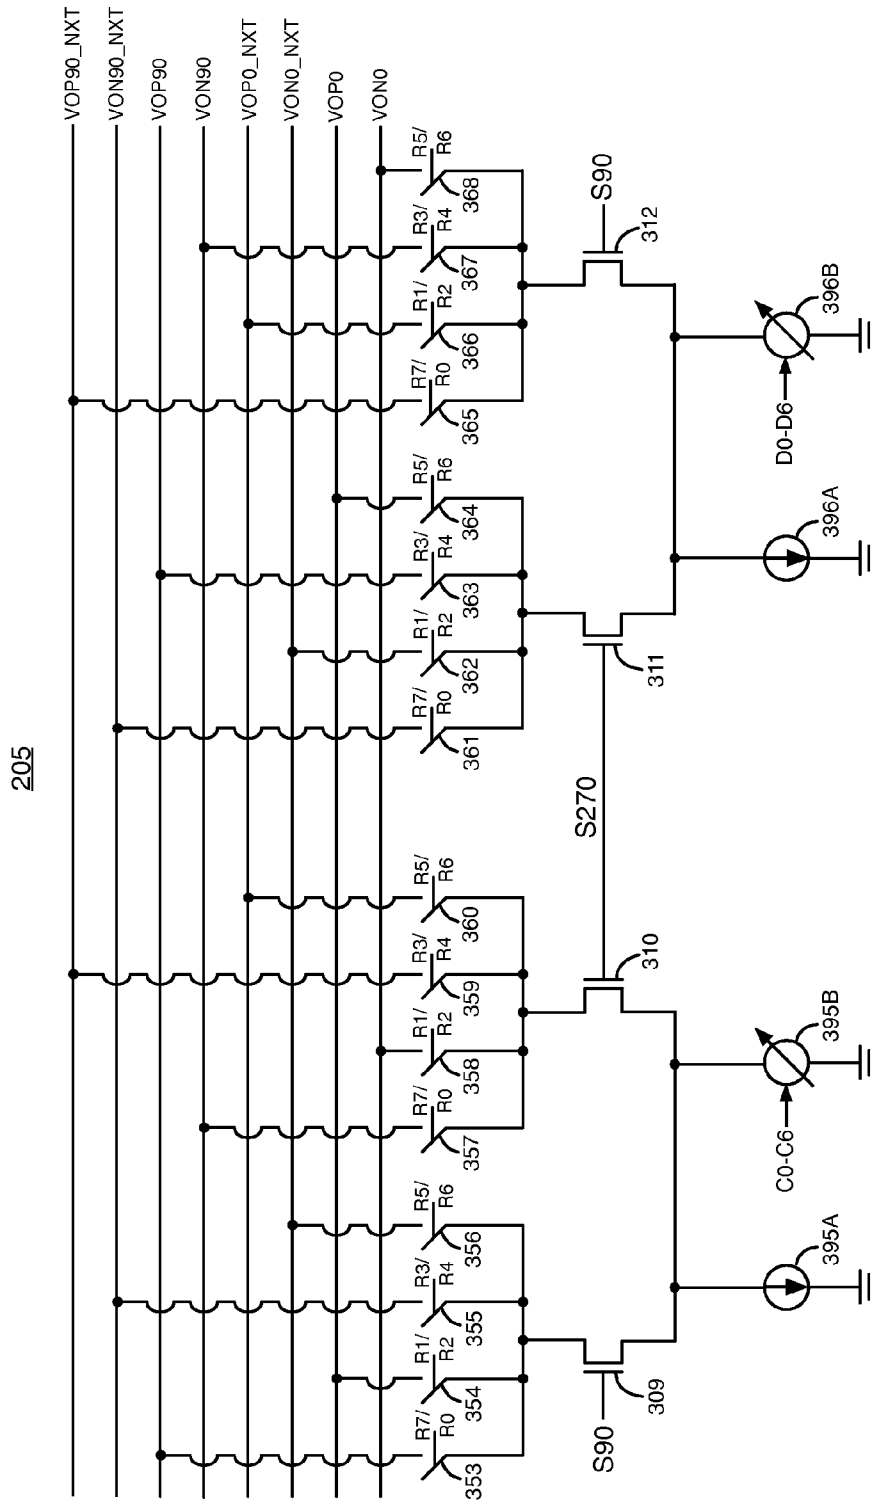 205
VOP90_NXT
VON90_NXT
VOP90
VON90
VOP0_NXT
VON0_NXT
VOP0
VON0
R7/
R0
353
R1/
R2
354
R3/
R4
355
R5/
R6
356
R7/
R0
357
R1/
R2
358
R3/
R4
359
R5/
R6
360
R7/
R0
361
R1/
R2
362
R3/
R4
363
R5/
R6
364
R7/
R0
365
R1/
R2
366
R3/
R4
367
R5/
R6
368
S90
309
S270
310
311
S90
312
395A
C0-C6
395B
396A
D0-D6
396B